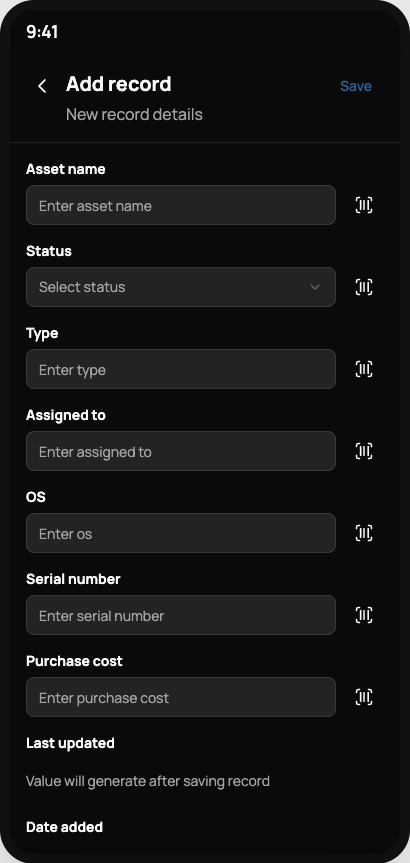 9:41
Add record
Save
New record details
Asset name
Enter asset name
Status
Select status
Type
Enter type
Assigned to
Enter assigned to
OS
Enter os
Serial number
Enter serial number
Purchase cost
Enter purchase cost
Last updated
Value will generate after saving record
Date added